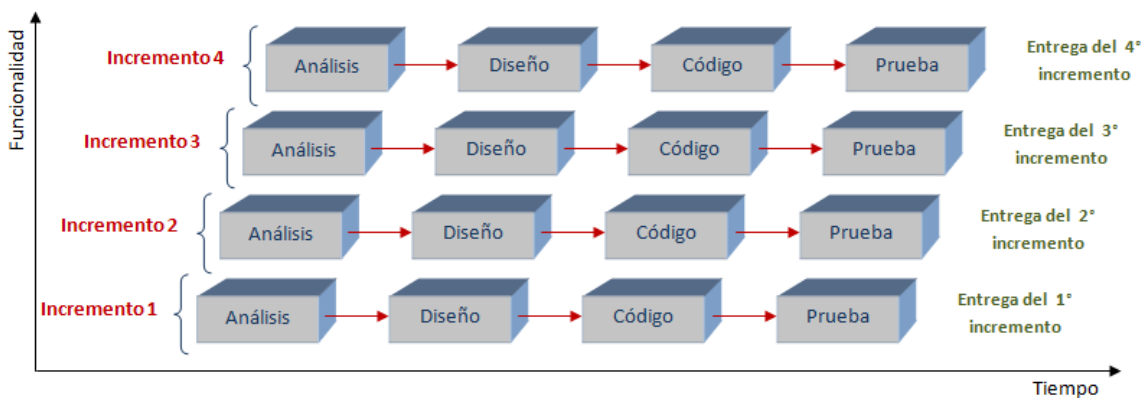 Funcionalidad
Incremento 4
Análisis
Diseño
Código
Prueba
Entrega del 4°
incremento
Incremento 3
Análisis
Diseño
Código
Prueba
Entrega del 3°
incremento
Incremento 2
Análisis
Diseño
Código
Prueba
Entrega del 2°
incremento
Incremento 1
Análisis
Diseño
Código
Prueba
Entrega del 1°
incremento
Tiempo